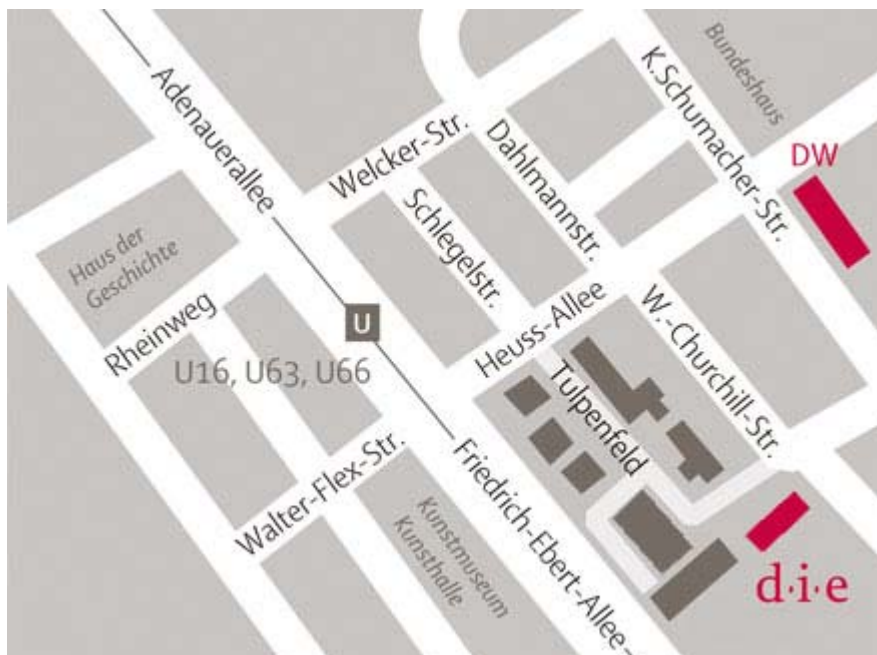 Bundeshaus
K.Schumacher-Str.
Adenauerallee
DW
Welcker-Str.
Dahlmannstr.
Schlegelstr.
Haus der
Geschichte
Rheinweg
U
U16, U63, U66
Heuss-Allee
W.-Churchill-Str.
Tulpenfeld
Walter-Flex-Str.
Friedrich-Ebert-Allee-
Kunstmuseum
Kunsthalle
d·i·e